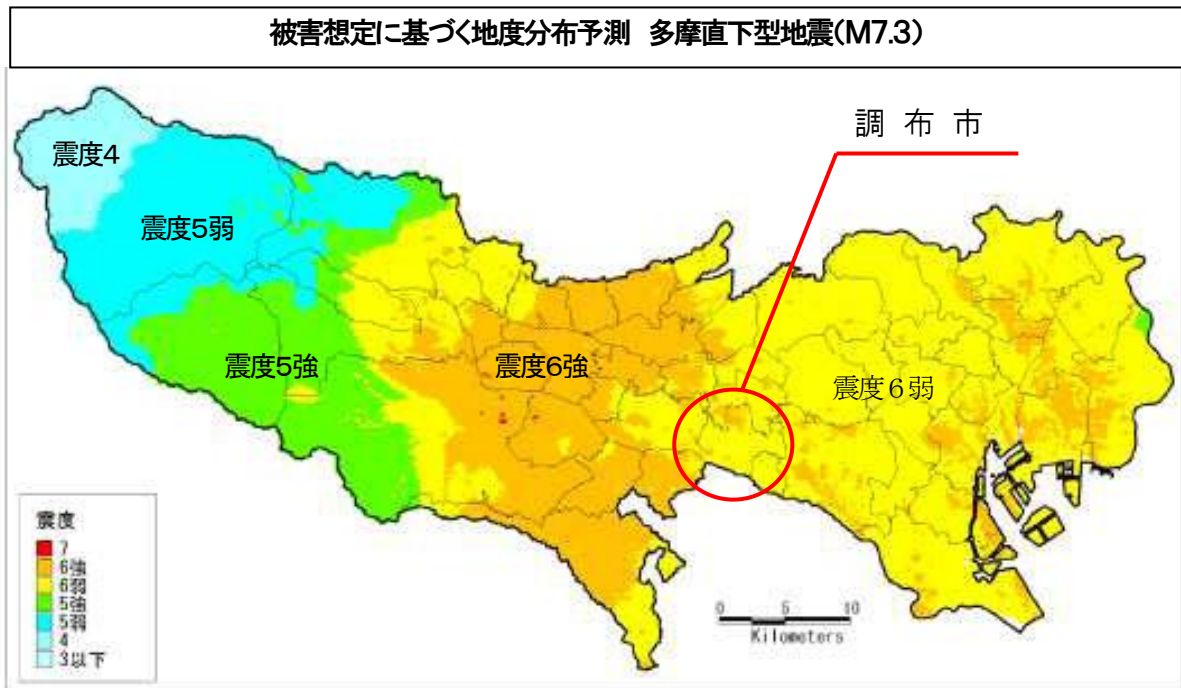 被害想定に基づく地度分布予測 多摩直下型地震(M7.3)
調布市
震度4
震度5弱
震度5強
震度6強
震度6弱
震度
7
6強
6弱
5強
5弱
4
3以下
0 5 10
Kilometers